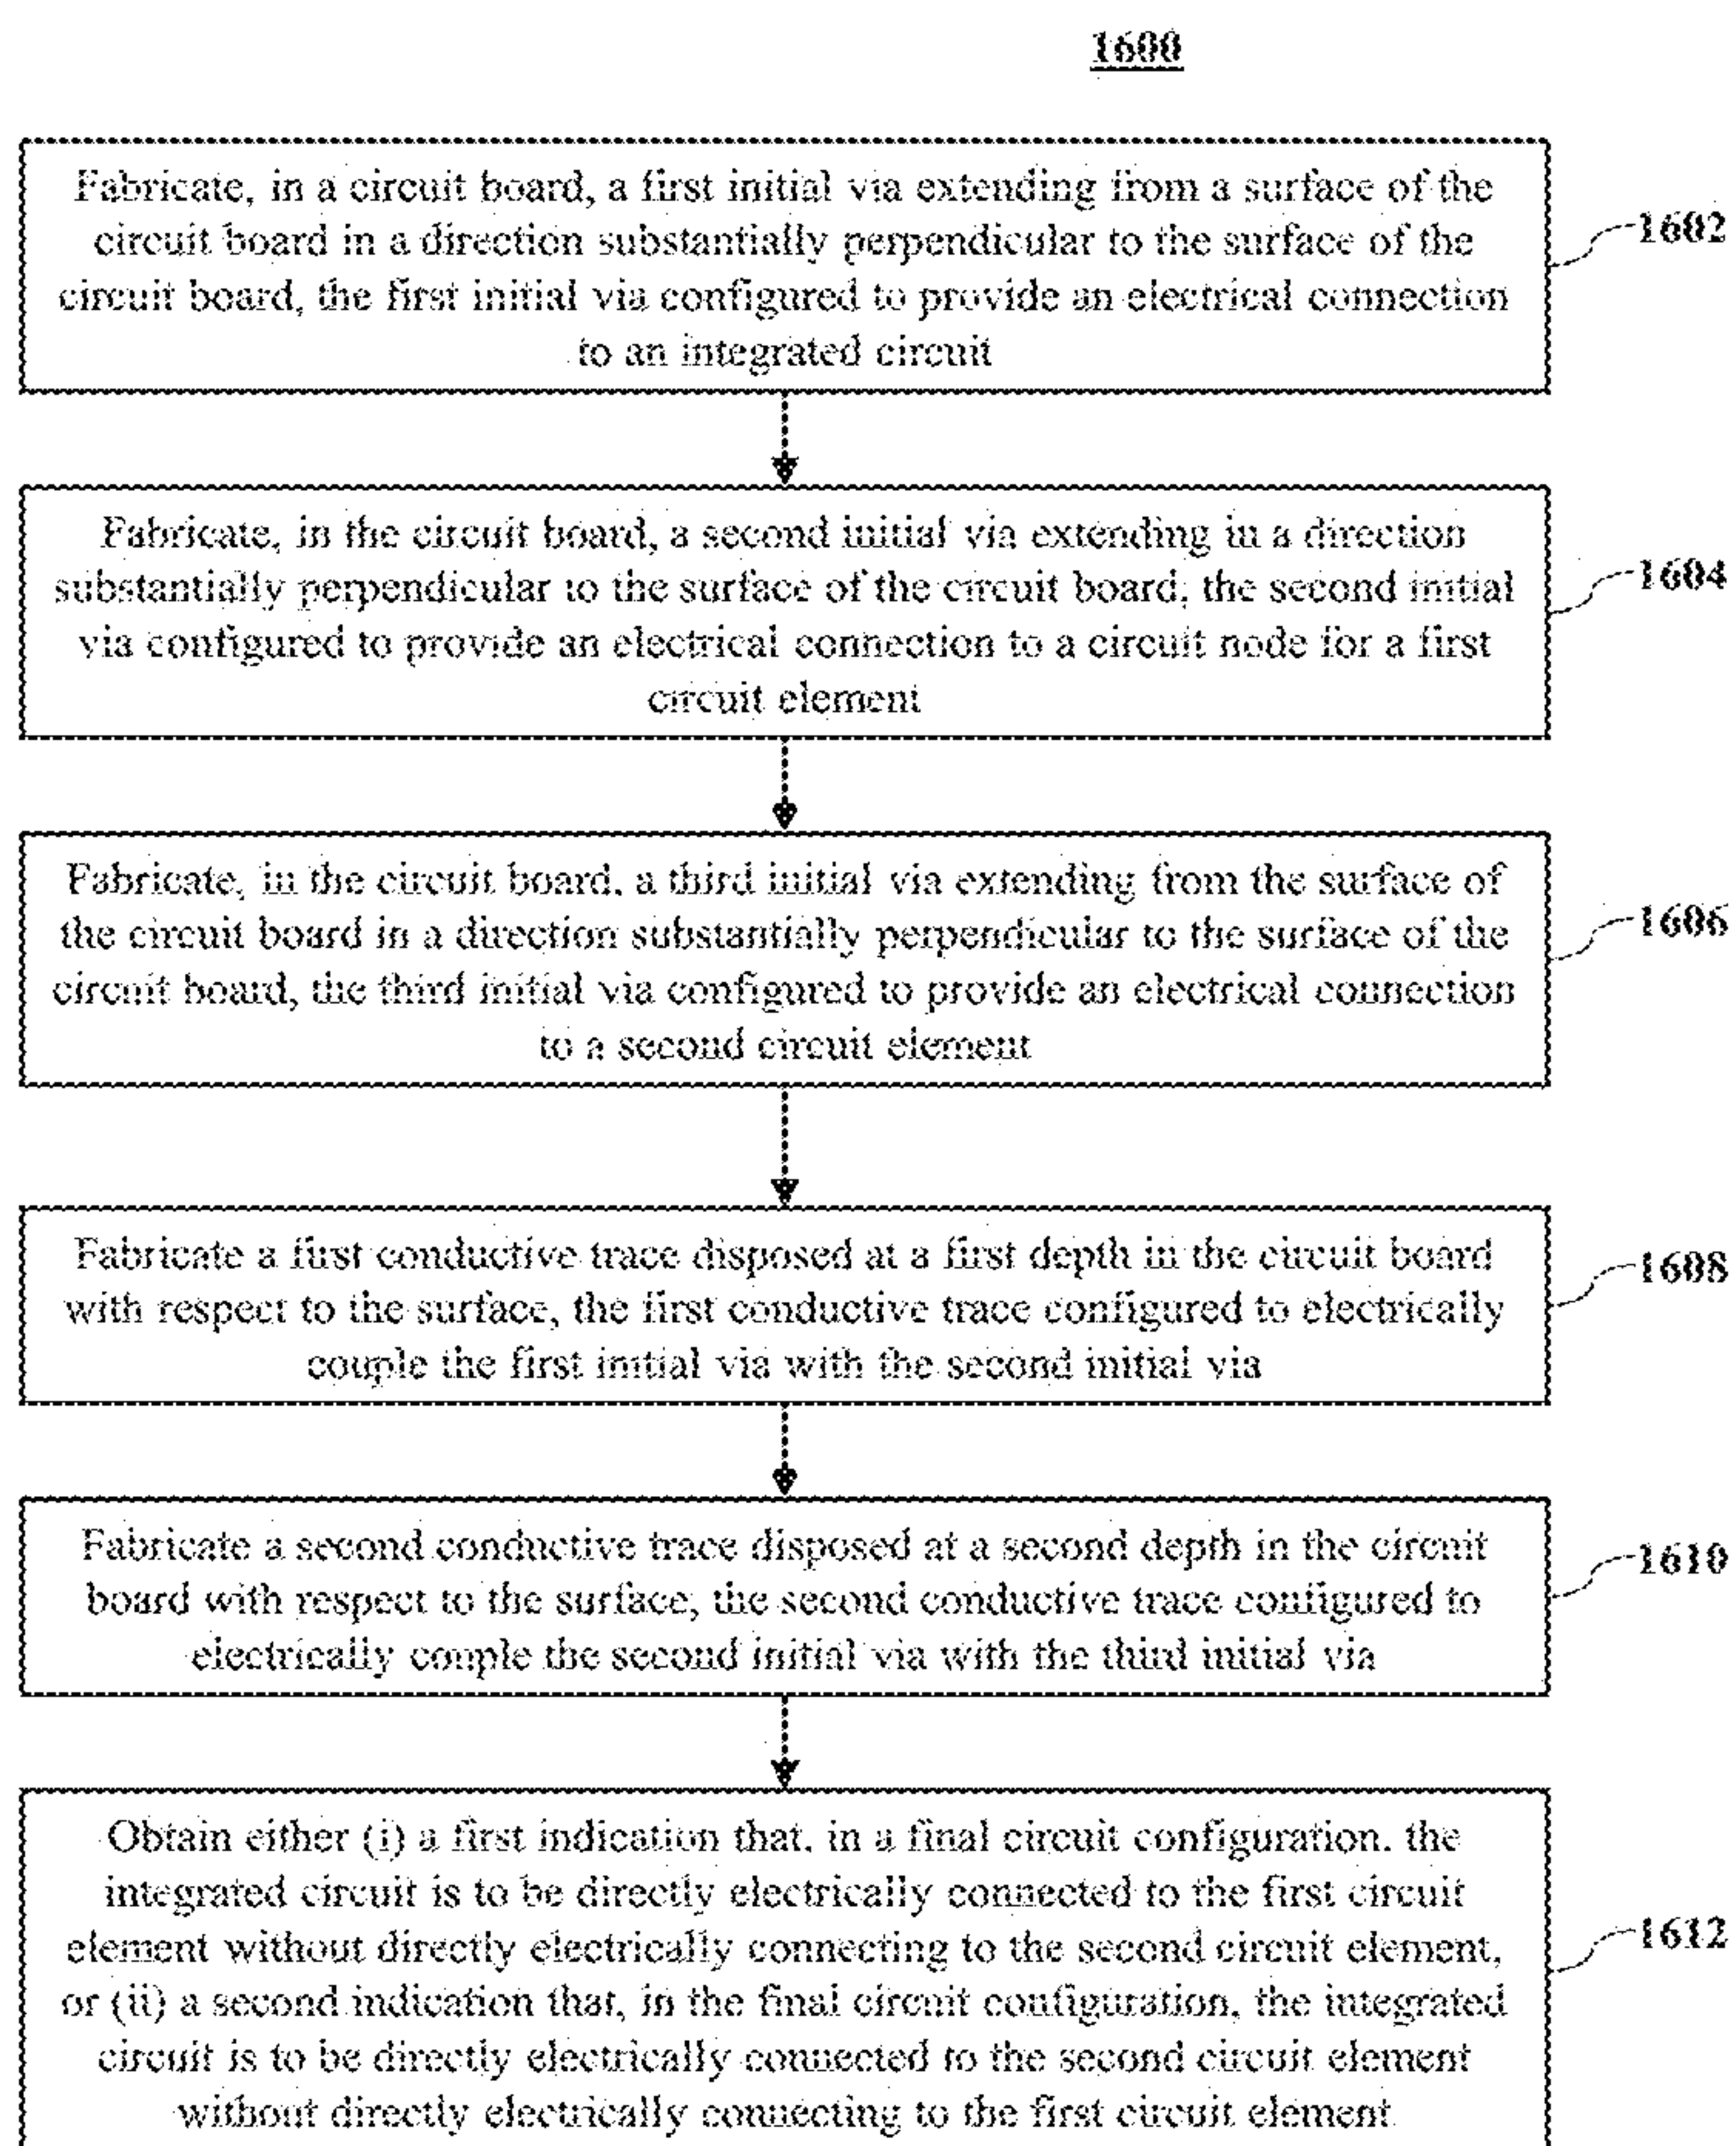 1600
Fabricate, in a circuit board, a first initial via extending from a surface of the
circuit board in a direction substantially perpendicular to the surface of the
circuit board, the first initial via configured to provide an electrical connection
to an integrated circuit
1602
Fabricate, in the circuit board, a second initial via extending in a direction
substantially perpendicular to the surface of the circuit board, the second initial
via configured to provide an electrical connection to a circuit node for a first
circuit element
1604
Fabricate, in the circuit board, a third initial via extending from the surface of
the circuit board in a direction substantially perpendicular to the surface of the
circuit board, the third initial via configured to provide an electrical connection
to a second circuit element
1606
Fabricate a first conductive trace disposed at a first depth in the circuit board
with respect to the surface, the first conductive trace configured to electrically
couple the first initial via with the second initial via
1608
Fabricate a second conductive trace disposed at a second depth in the circuit
board with respect to the surface, the second conductive trace configured to
electrically couple the second initial via with the third initial via
1610
Obtain either (i) a first indication that, in a final circuit configuration, the
integrated circuit is to be directly electrically connected to the first circuit
element without directly electrically connecting to the second circuit element,
or (ii) a second indication that, in the final circuit configuration, the integrated
circuit is to be directly electrically connected to the second circuit element
without directly electrically connecting to the first circuit element
1612